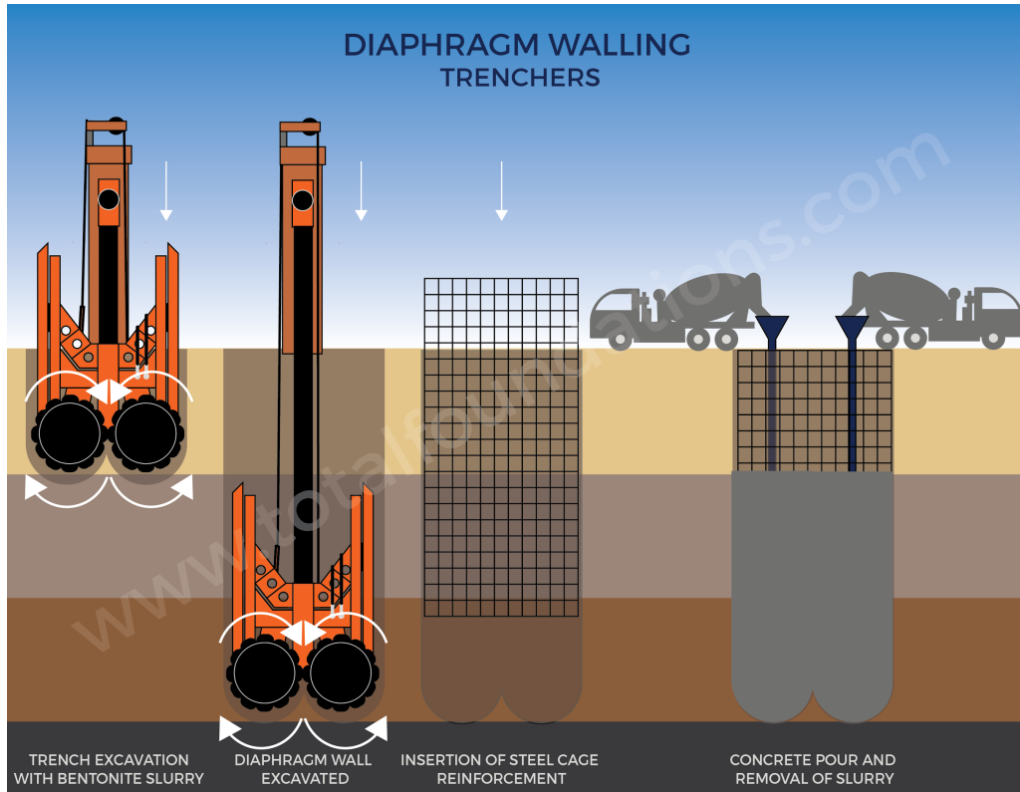 DIAPHRAGM WALLING
TRENCHERS
www.totalfoundations.com
TRENCH EXCAVATION
WITH BENTONITE SLURRY
DIAPHRAGM WALL
EXCAVATED
INSERTION OF STEEL CAGE
REINFORCEMENT
CONCRETE POUR AND
REMOVAL OF SLURRY